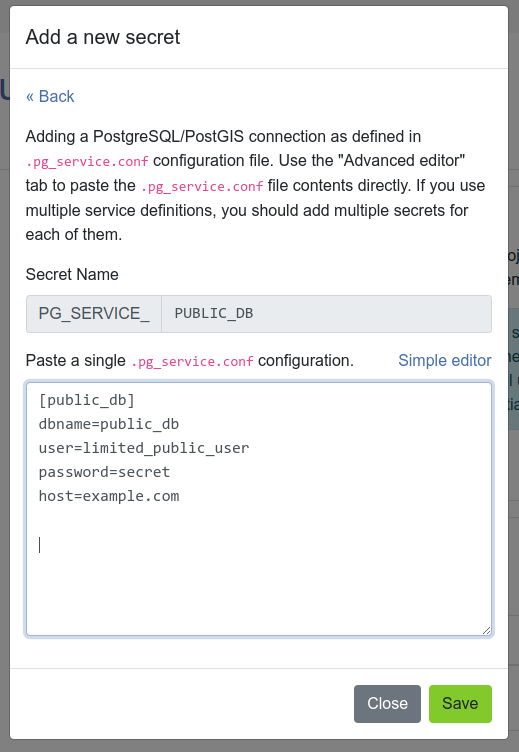 Add a new secret
« Back
Adding a PostgreSQL/PostGIS connection as defined in
.pg_service.conf configuration file. Use the "Advanced editor"
tab to paste the .pg_service.conf file contents directly. If you use
multiple service definitions, you should add multiple secrets for
each of them.
Secret Name
PG_SERVICE_ PUBLIC_DB
Paste a single .pg_service.conf configuration. Simple editor
[public_db]
dbname=public_db
user=limited_public_user
password=secret
host=example.com
Close Save